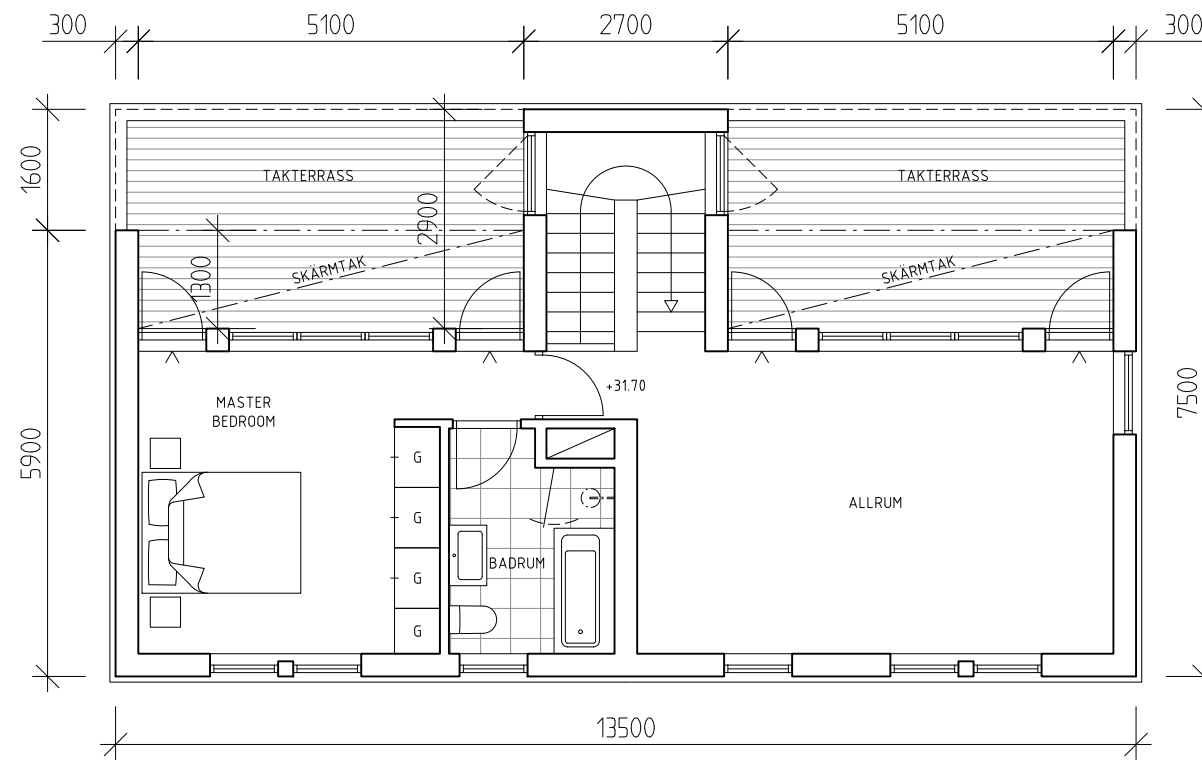 300
5100
2700
5100
300
1600
TAKTERRASS
TAKTERRASS
2900
1300
SKÄRMTAK
SKÄRMTAK
+31.70
MASTER
BEDROOM
5900
7500
G
G
G
G
BADRUM
ALLRUM
13500